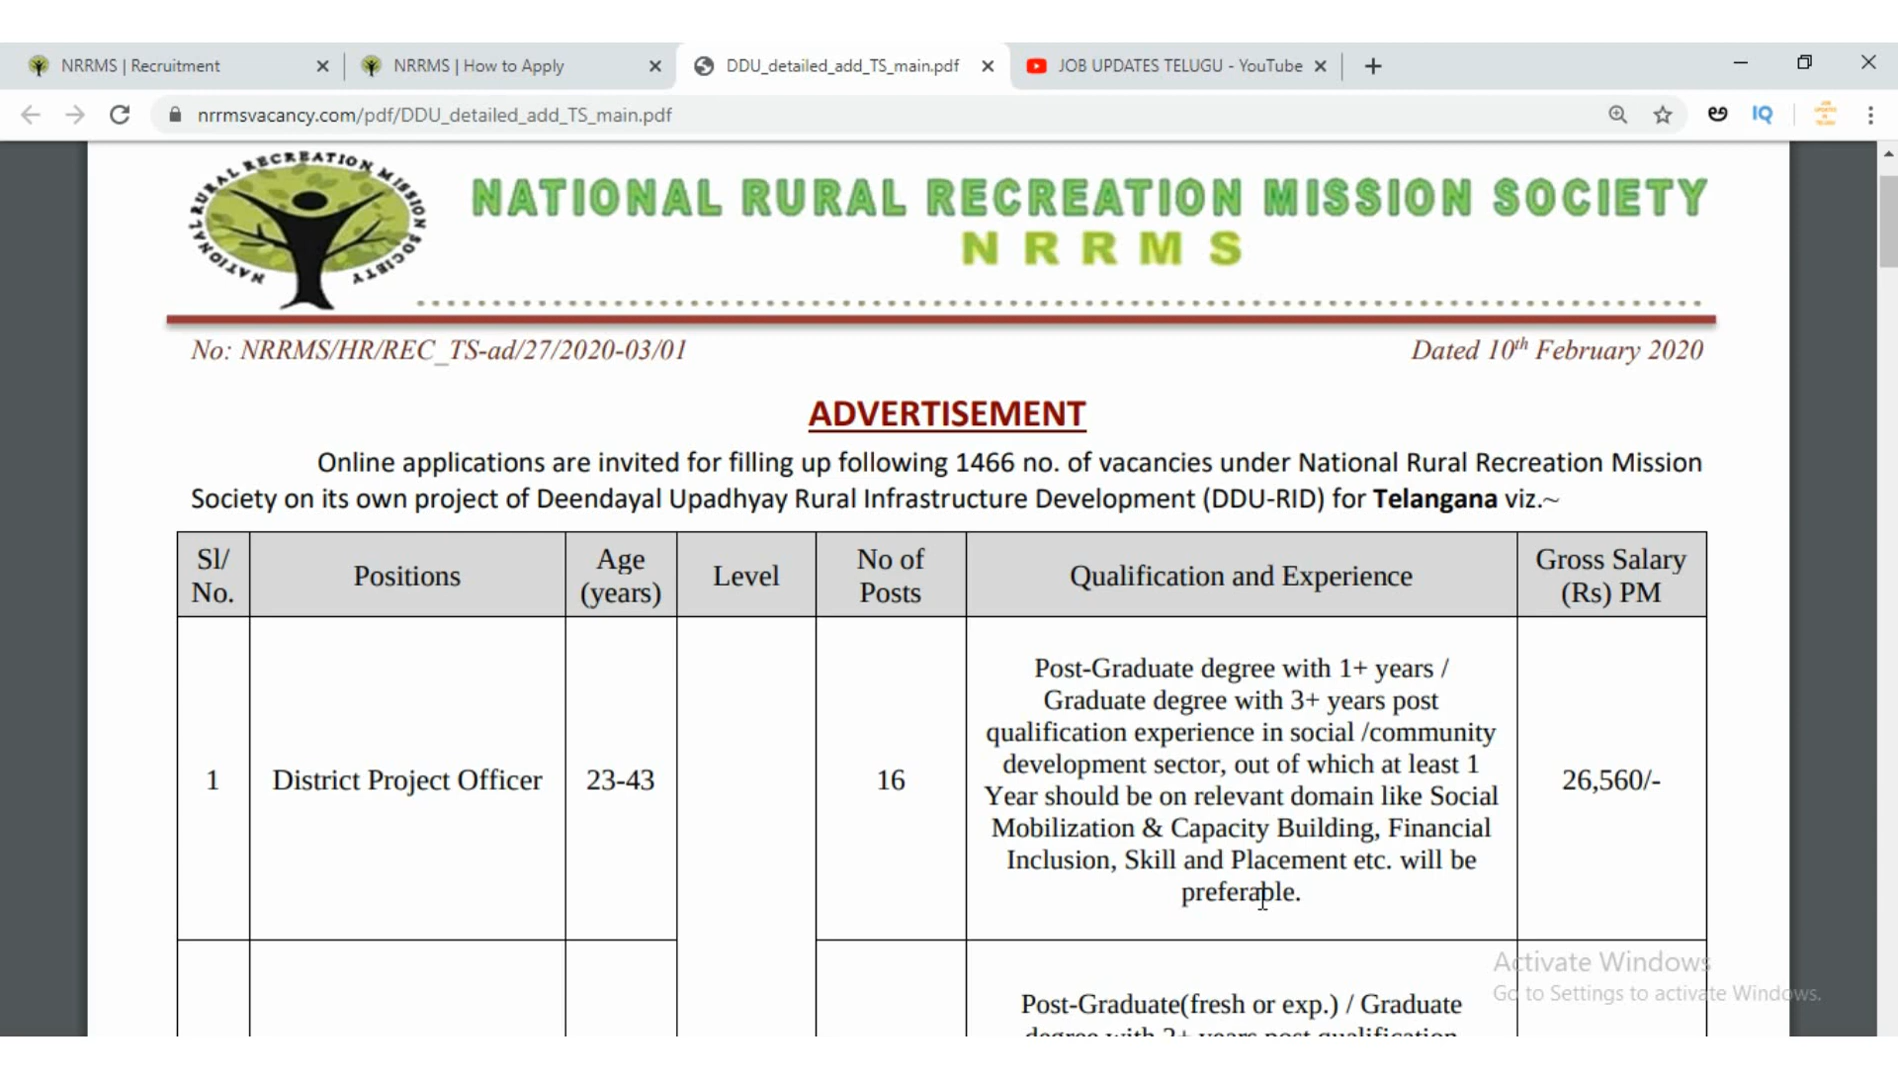 NRRMS | Recruitment
NRRMS | How to Apply
DDU_detailed_add_TS_main.pdf
JOB UPDATES TELUGU - YouTube
nrrmsvacancy.com/pdf/DDU_detailed_add_TS_main.pdf
IQ
NATIONAL RURAL RECREATION MISSION SOCIETY
NATIONAL RURAL RECREATION MISSION SOCIETY
NRRMS
No: NRRMS/HR/REC_TS-ad/27/2020-03/01
Dated 10th February 2020
ADVERTISEMENT
Online applications are invited for filling up following 1466 no. of vacancies under National Rural Recreation Mission
Society on its own project of Deendayal Upadhyay Rural Infrastructure Development (DDU-RID) for Telangana viz.~
Sl/
No.
Positions
Age
(years)
Level
No of
Posts
Qualification and Experience
Gross Salary
(Rs) PM
1
District Project Officer
23-43
16
Post-Graduate degree with 1+ years /
Graduate degree with 3+ years post
qualification experience in social /community
development sector, out of which at least 1
Year should be on relevant domain like Social
Mobilization & Capacity Building, Financial
Inclusion, Skill and Placement etc. will be
preferable.
26,560/-
Post-Graduate(fresh or exp.) / Graduate
degree with 2+ years post qualification
Activate Windows
Go to Settings to activate Windows.